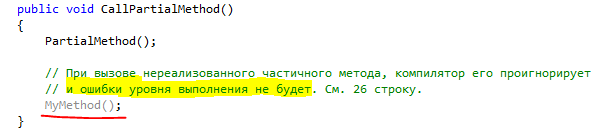 public void CallPartialMethod()
{
PartialMethod();
// При вызове нереализованного частичного метода, компилятор его проигнорирует
// и ошибки уровня выполнения не будет. См. 26 строку.
MyMethod();
}